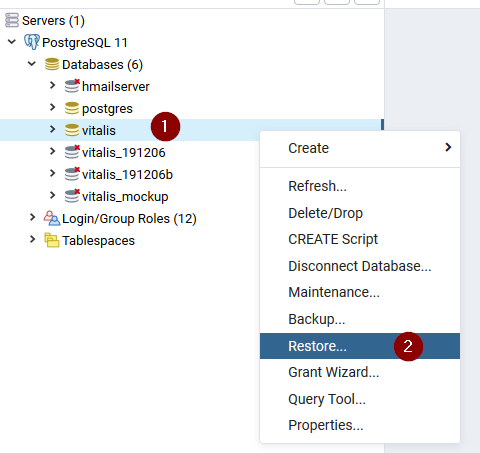 Servers (1)
PostgreSQL 11
Databases (6)
hmailserver
postgres
vitalis
1
vitalis_191206
vitalis_191206b
vitalis_mockup
Login/Group Roles (12)
Tablespaces
Create
Refresh...
Delete/Drop
CREATE Script
Disconnect Database...
Maintenance...
Backup...
Restore...
2
Grant Wizard...
Query Tool...
Properties...